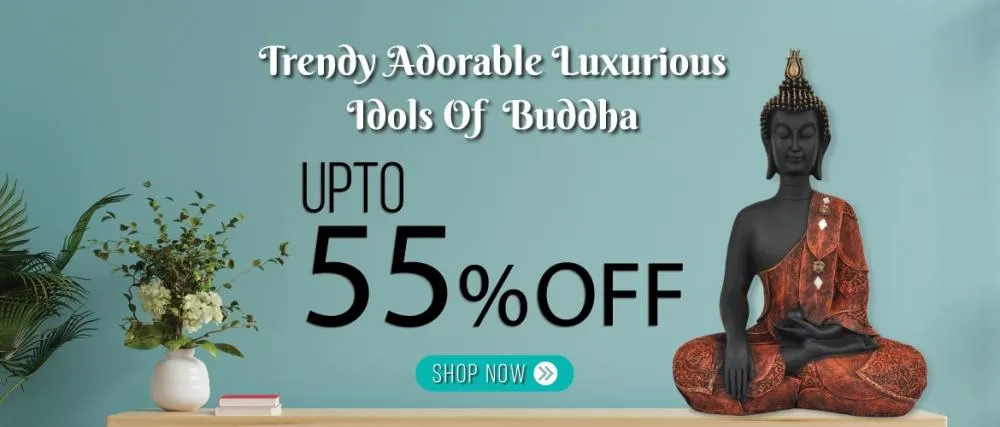 Trendy Adorable Luxurious
Idols Of Buddha
UPTO
55%OFF
SHOP NOW